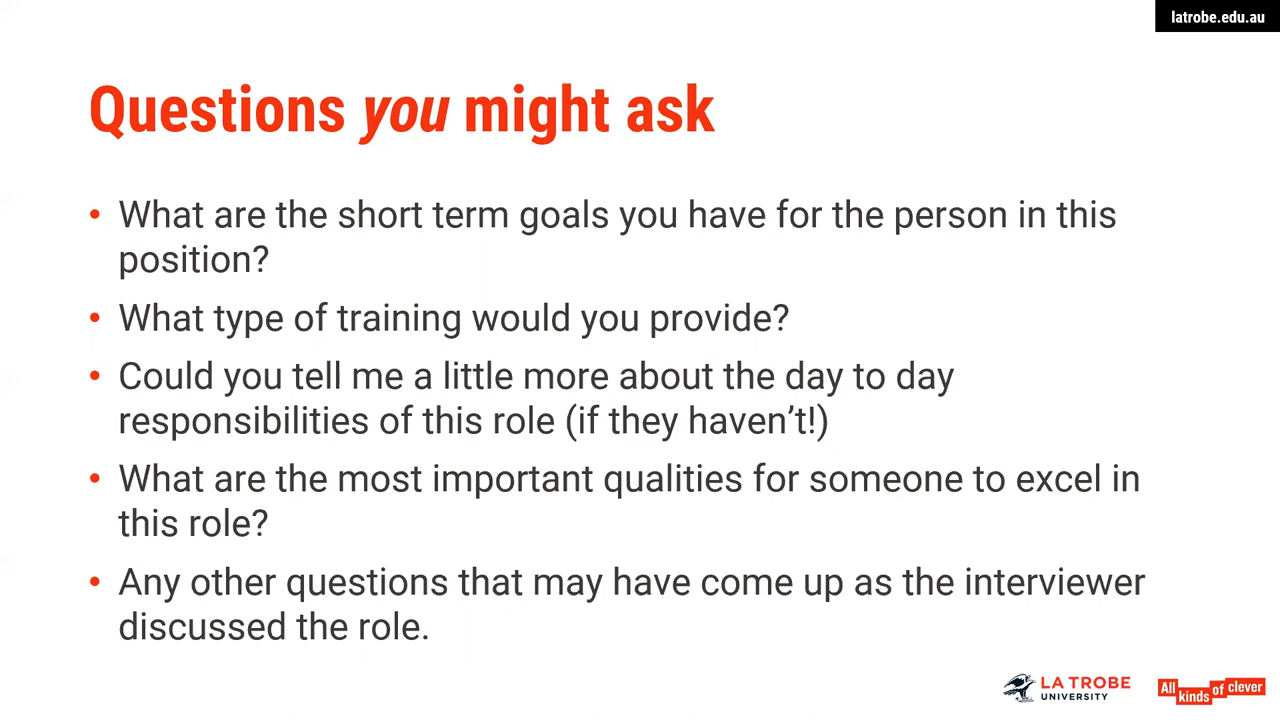 latrobe.edu.au
Questions you might ask
• What are the short term goals you have for the person in this
position?
• What type of training would you provide?
• Could you tell me a little more about the day to day
responsibilities of this role (if they haven’t!)
• What are the most important qualities for someone to excel in
this role?
• Any other questions that may have come up as the interviewer
discussed the role.
LA TROBE
UNIVERSITY
All kinds of clever